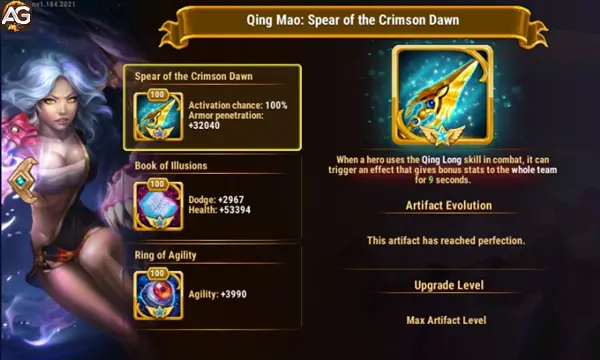 AG
v1.184.2021
Qing Mao: Spear of the Crimson Dawn
Spear of the Crimson Dawn
100
Activation chance: 100%
Armor penetration:
+32040
Book of Illusions
100
Dodge: +2967
Health: +53394
Ring of Agility
100
Agility: +3990
When a hero uses the Qing Long skill in combat, it can
trigger an effect that gives bonus stats to the whole team
for 9 seconds.
Artifact Evolution
This artifact has reached perfection.
Upgrade Level
Max Artifact Level